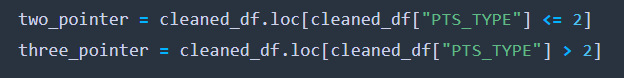 two_pointer = cleaned_df.loc[cleaned_df["PTS_TYPE"] <= 2]
three_pointer = cleaned_df.loc[cleaned_df["PTS_TYPE"] > 2]